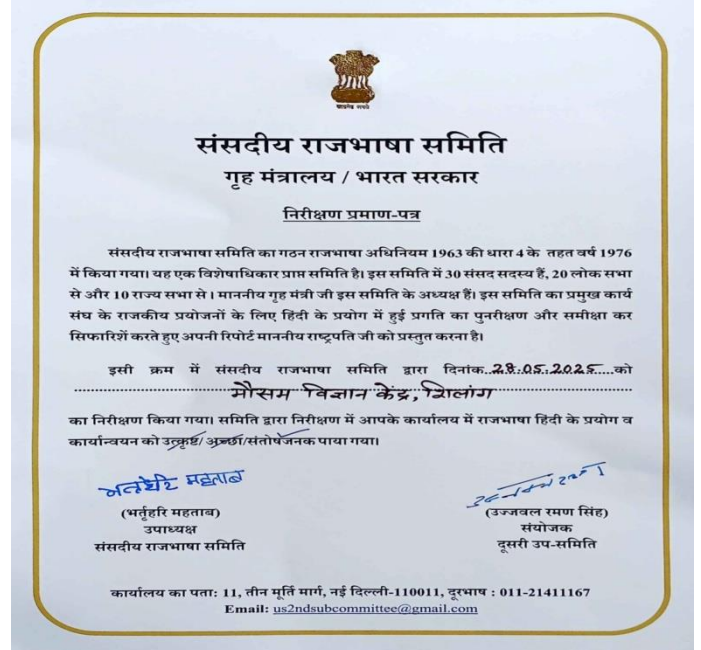 सत्यमेव जयते
संसदीय राजभाषा समिति
गृह मंत्रालय / भारत सरकार
निरीक्षण प्रमाण-पत्र
संसदीय राजभाषा समिति का गठन राजभाषा अधिनियम 1963 की धारा 4 के तहत वर्ष 1976
में किया गया। यह एक विशेषाधिकार प्राप्त समिति है। इस समिति में 30 संसद सदस्य हैं, 20 लोक सभा
से और 10 राज्य सभा से। माननीय गृह मंत्री जी इस समिति के अध्यक्ष हैं। इस समिति का प्रमुख कार्य
संघ के राजकीय प्रयोजनों के लिए हिंदी के प्रयोग में हुई प्रगति का पुनरीक्षण और समीक्षा कर
सिफारिशें करते हुए अपनी रिपोर्ट माननीय राष्ट्रपति जी को प्रस्तुत करना है।
इसी क्रम में संसदीय राजभाषा समिति द्वारा दिनांक 28.05.2025 को
मौसम विज्ञान केंद्र, शिलांग
का निरीक्षण किया गया। समिति द्वारा निरीक्षण में आपके कार्यालय में राजभाषा हिंदी के प्रयोग व
कार्यान्वयन को उत्कृष्ट/अच्छा/संतोषजनक पाया गया।
भर्तृहरि महताब
(भर्तृहरि महताब) (उज्जवल रमण सिंह)
उपाध्यक्ष संयोजक
संसदीय राजभाषा समिति दूसरी उप-समिति
कार्यालय का पता: 11, तीन मूर्ति मार्ग, नई दिल्ली-110011, दूरभाष : 011-21411167
Email: us2ndsubcommittee@gmail.com